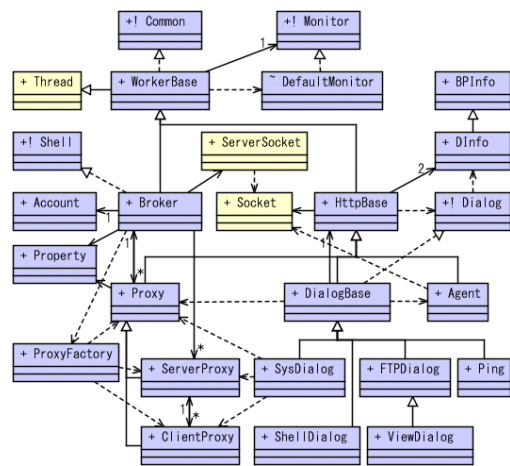 +! Common
+! Monitor
1
+ Thread
+ WorkerBase
~ DefaultMonitor
+ BPInfo
+! Shell
+ ServerSocket
+ DInfo
2
+ Account
1
+ Broker
+ Socket
+ HttpBase
+! Dialog
+ Property
1
1
*
+ Proxy
+ DialogBase
+ Agent
+ ProxyFactory
*
+ ServerProxy
+ SysDialog
+ FTPDialog
+ Ping
1
*
+ ClientProxy
+ ShellDialog
+ ViewDialog